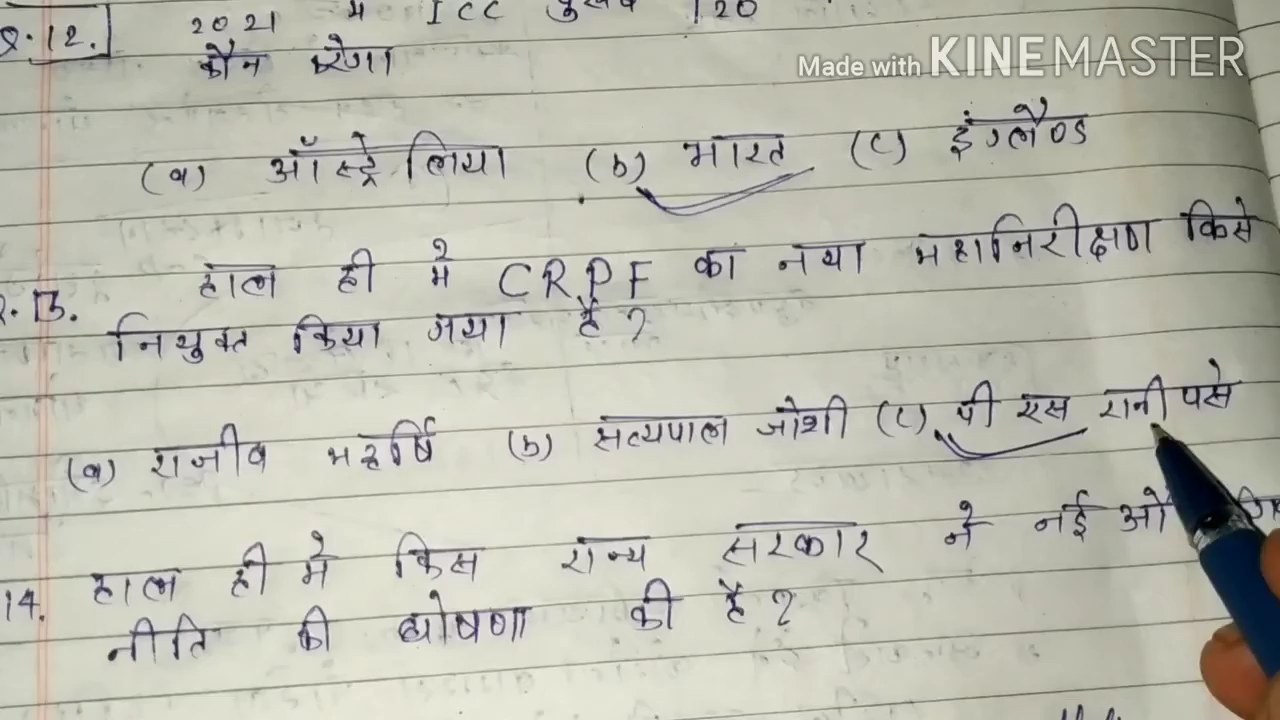 Q.12. 2021 में ICC पुरुष T20
कौन करेगा
Made with KINEMASTER
(a) ऑस्ट्रेलिया (b) भारत (c) इंग्लैण्ड
13. हाल ही में CRPF का नया महानिरीक्षण किसे
नियुक्त किया गया है?
(a) राजीव महर्षि (b) सत्यपाल जोशी (c) पी एस रानीपसे
14. हाल ही में किस राज्य सरकार ने नई
नीति की घोषणा की है?